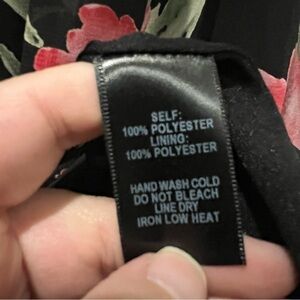 SELF:
100% POLYESTER
LINING:
100% POLYESTER
HAND WASH COLD
DO NOT BLEACH
LINE DRY
IRON LOW HEAT